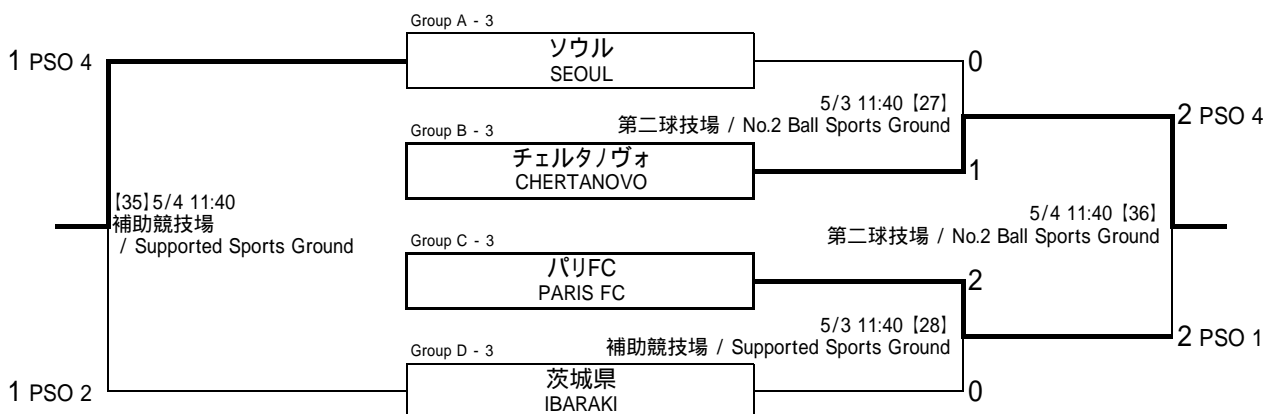 Group A - 3
ソウル
SEOUL
1 PSO 4
0
5/3 11:40【27】
第二球技場 / No.2 Ball Sports Ground
2 PSO 4
Group B - 3
チェルタノヴォ
CHERTANOVO
1
【35】5/4 11:40
補助競技場
/ Supported Sports Ground
5/4 11:40【36】
第二球技場 / No.2 Ball Sports Ground
Group C - 3
パリFC
PARIS FC
2
5/3 11:40【28】
補助競技場 / Supported Sports Ground
2 PSO 1
Group D - 3
茨城県
IBARAKI
1 PSO 2
0